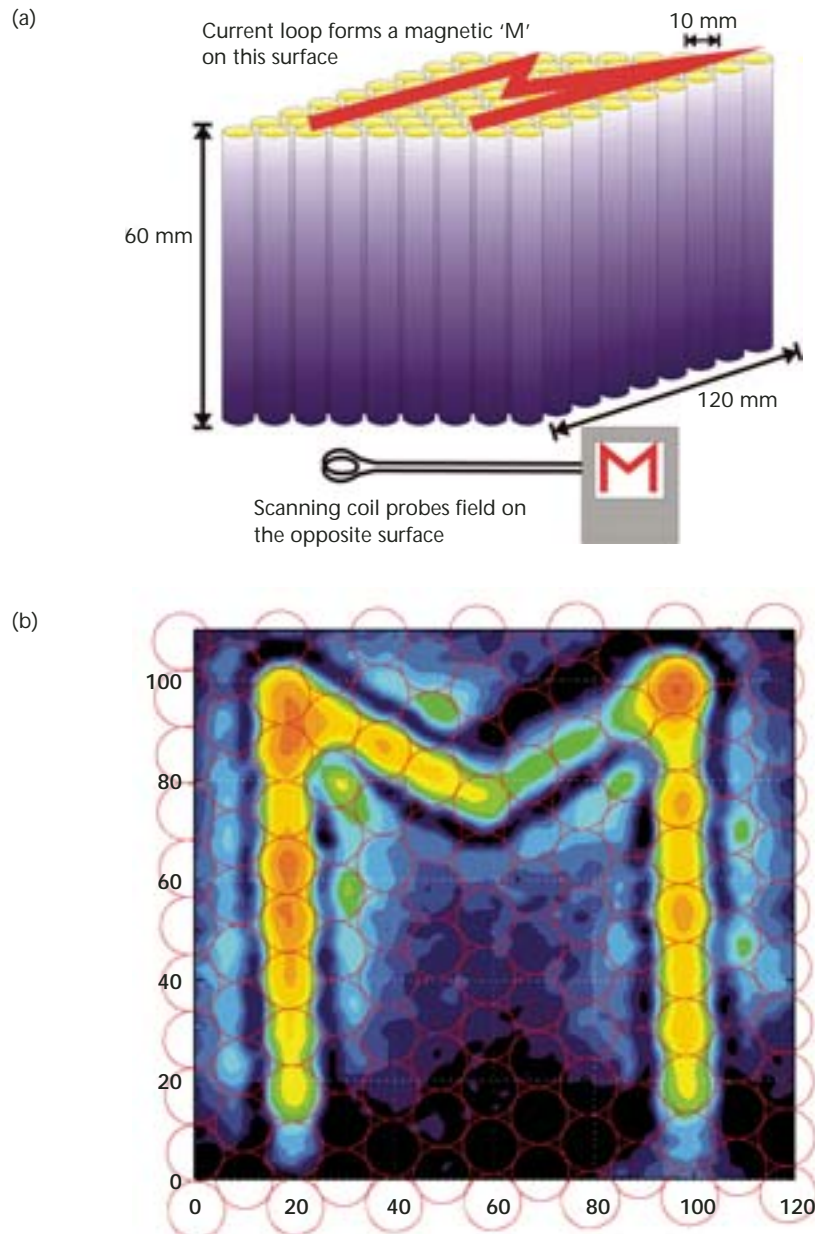 (a)
Current loop forms a magnetic ‘M’
on this surface
10 mm
60 mm
120 mm
M
Scanning coil probes field on
the opposite surface
(b)
100
80
60
40
20
0
0 20 40 60 80 100 120